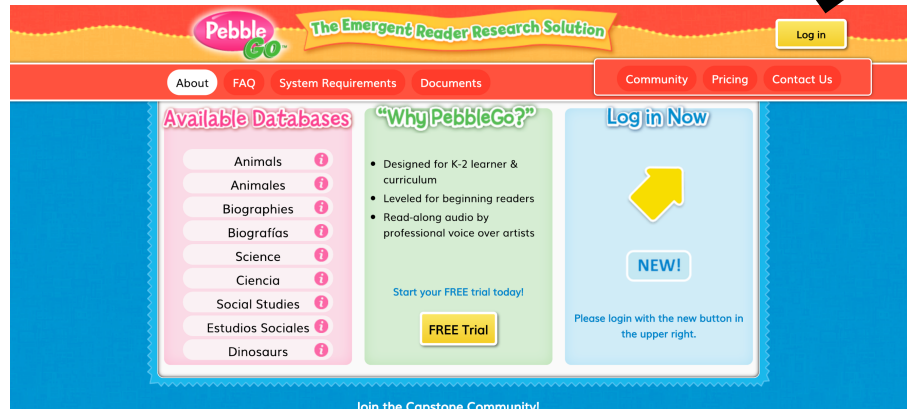 Pebble
GO™
The Emergent Reader Research Solution
Log in
About
FAQ
System Requirements
Documents
Community
Pricing
Contact Us
Available Databases
Animals
Animales
Biographies
Biografías
Science
Ciencia
Social Studies
Estudios Sociales
Dinosaurs
"Why PebbleGo?"
• Designed for K-2 learner &
curriculum
• Leveled for beginning readers
• Read-along audio by
professional voice over artists
Start your FREE trial today!
FREE Trial
Log in Now
NEW!
Please login with the new button in
the upper right.
Join the Capstone Community!